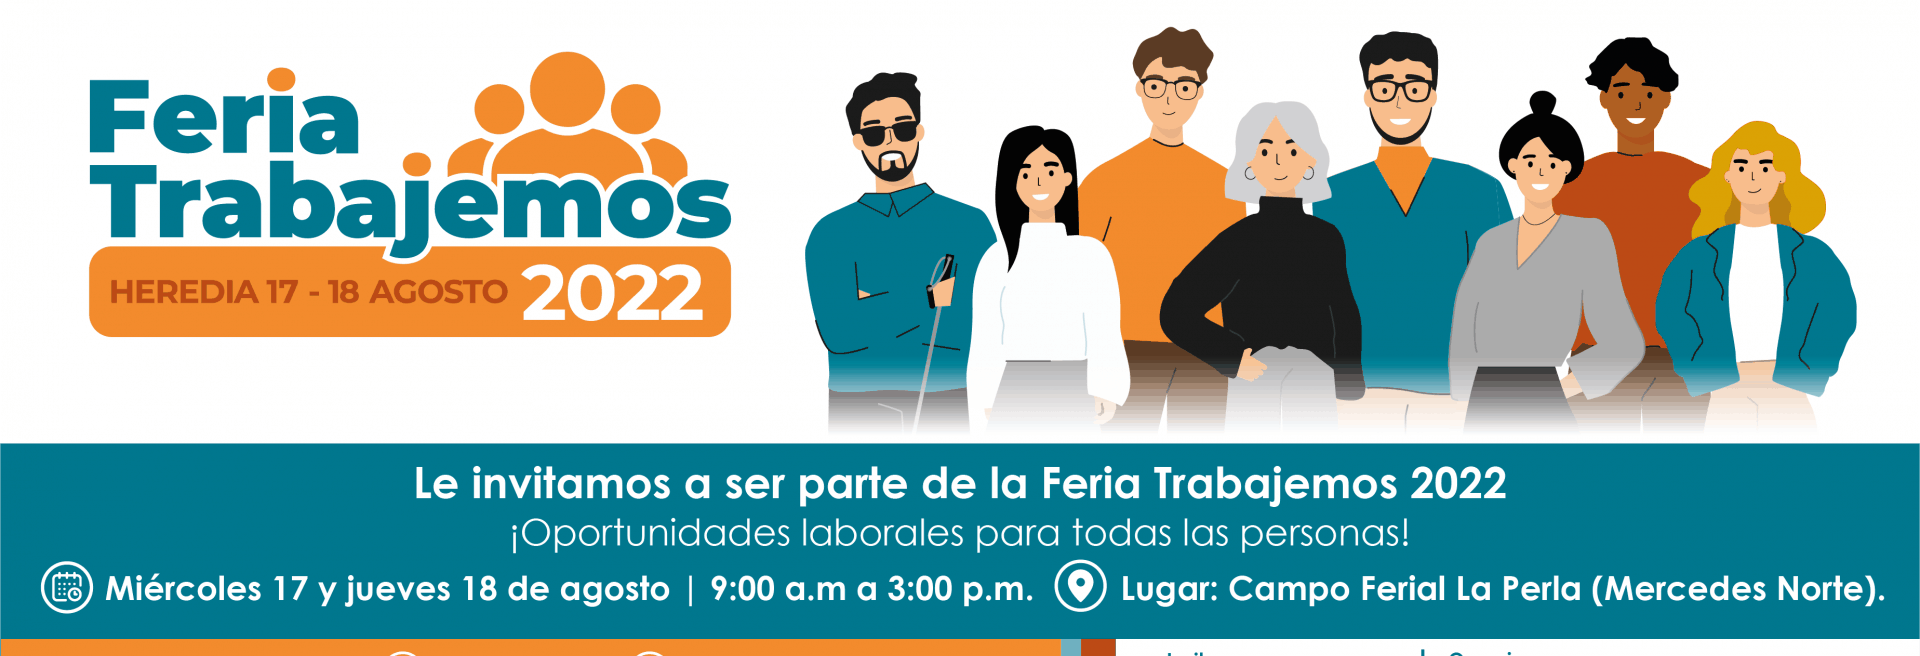 Feria
Trabajemos
HEREDIA 17 - 18 AGOSTO 2022
Le invitamos a ser parte de la Feria Trabajemos 2022
¡Oportunidades laborales para todas las personas!
Miércoles 17 y jueves 18 de agosto | 9:00 a.m a 3:00 p.m.
Lugar: Campo Ferial La Perla (Mercedes Norte).